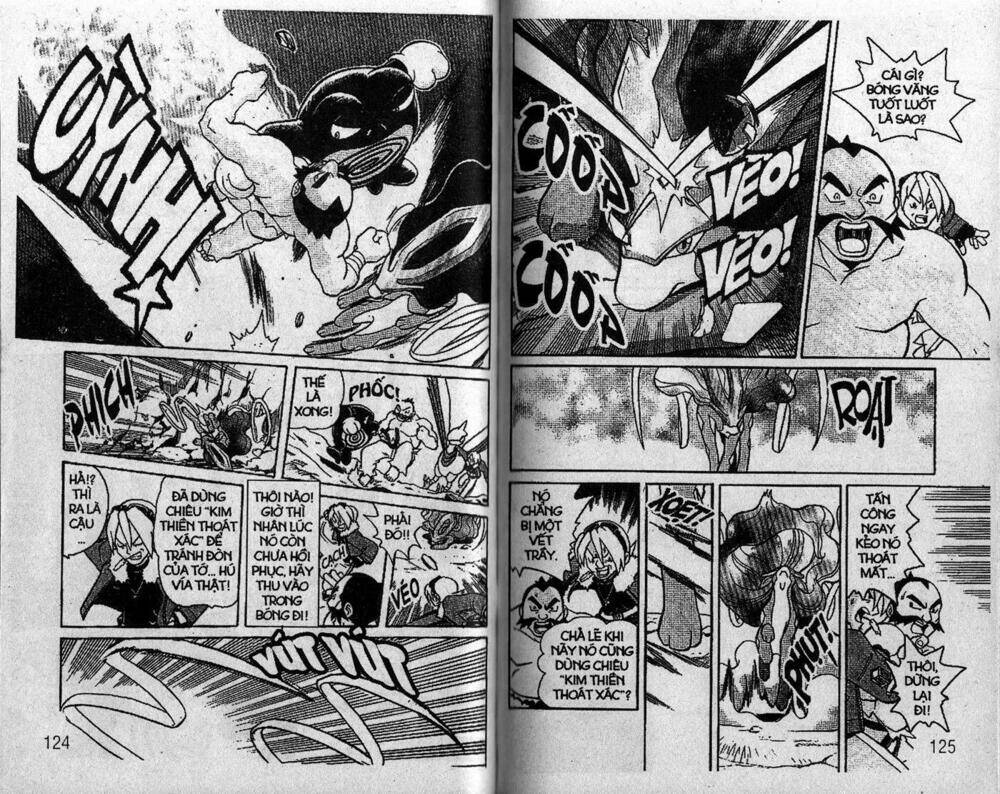 UỲNH!
PHỊCH
THẾ
LÀ
XONG!
PHỐC!
HẢ!?
THÌ
RA LÀ
CẬU
...
ĐÃ DÙNG
CHIÊU "KIM
THIỀN THOÁT
XÁC" ĐỂ
TRÁNH ĐÒN
CỦA TỚ... HÚ
VÍA THẬT!
THÔI NÀO!
GIỜ THÌ
NHÂN LÚC
NÓ CÒN
CHƯA HỒI
PHỤC, HÃY
THU VÀO
TRONG
BÓNG ĐI!
CẠCH
PHẢI
ĐÓ!!
VÉO
VÚT VÚT
124
CỐỐP
CỐỐP
VÈO!
VÈO!
CÁI GÌ?
BÓNG VĂNG
TUỐT LUỐT
LÀ SAO?
ROẠT
NÓ
CHẲNG
BỊ MỘT
VẾT
TRẦY.
CHẢ LẼ KHI
NÃY NÓ CŨNG
DÙNG CHIÊU
"KIM THIỀN
THOÁT XÁC"?
XOẸT!
PHỤT!
TẤN
CÔNG
NGAY
KẺO NÓ
THOÁT
MẤT...
THÔI,
DỪNG
LẠI
ĐI!
125